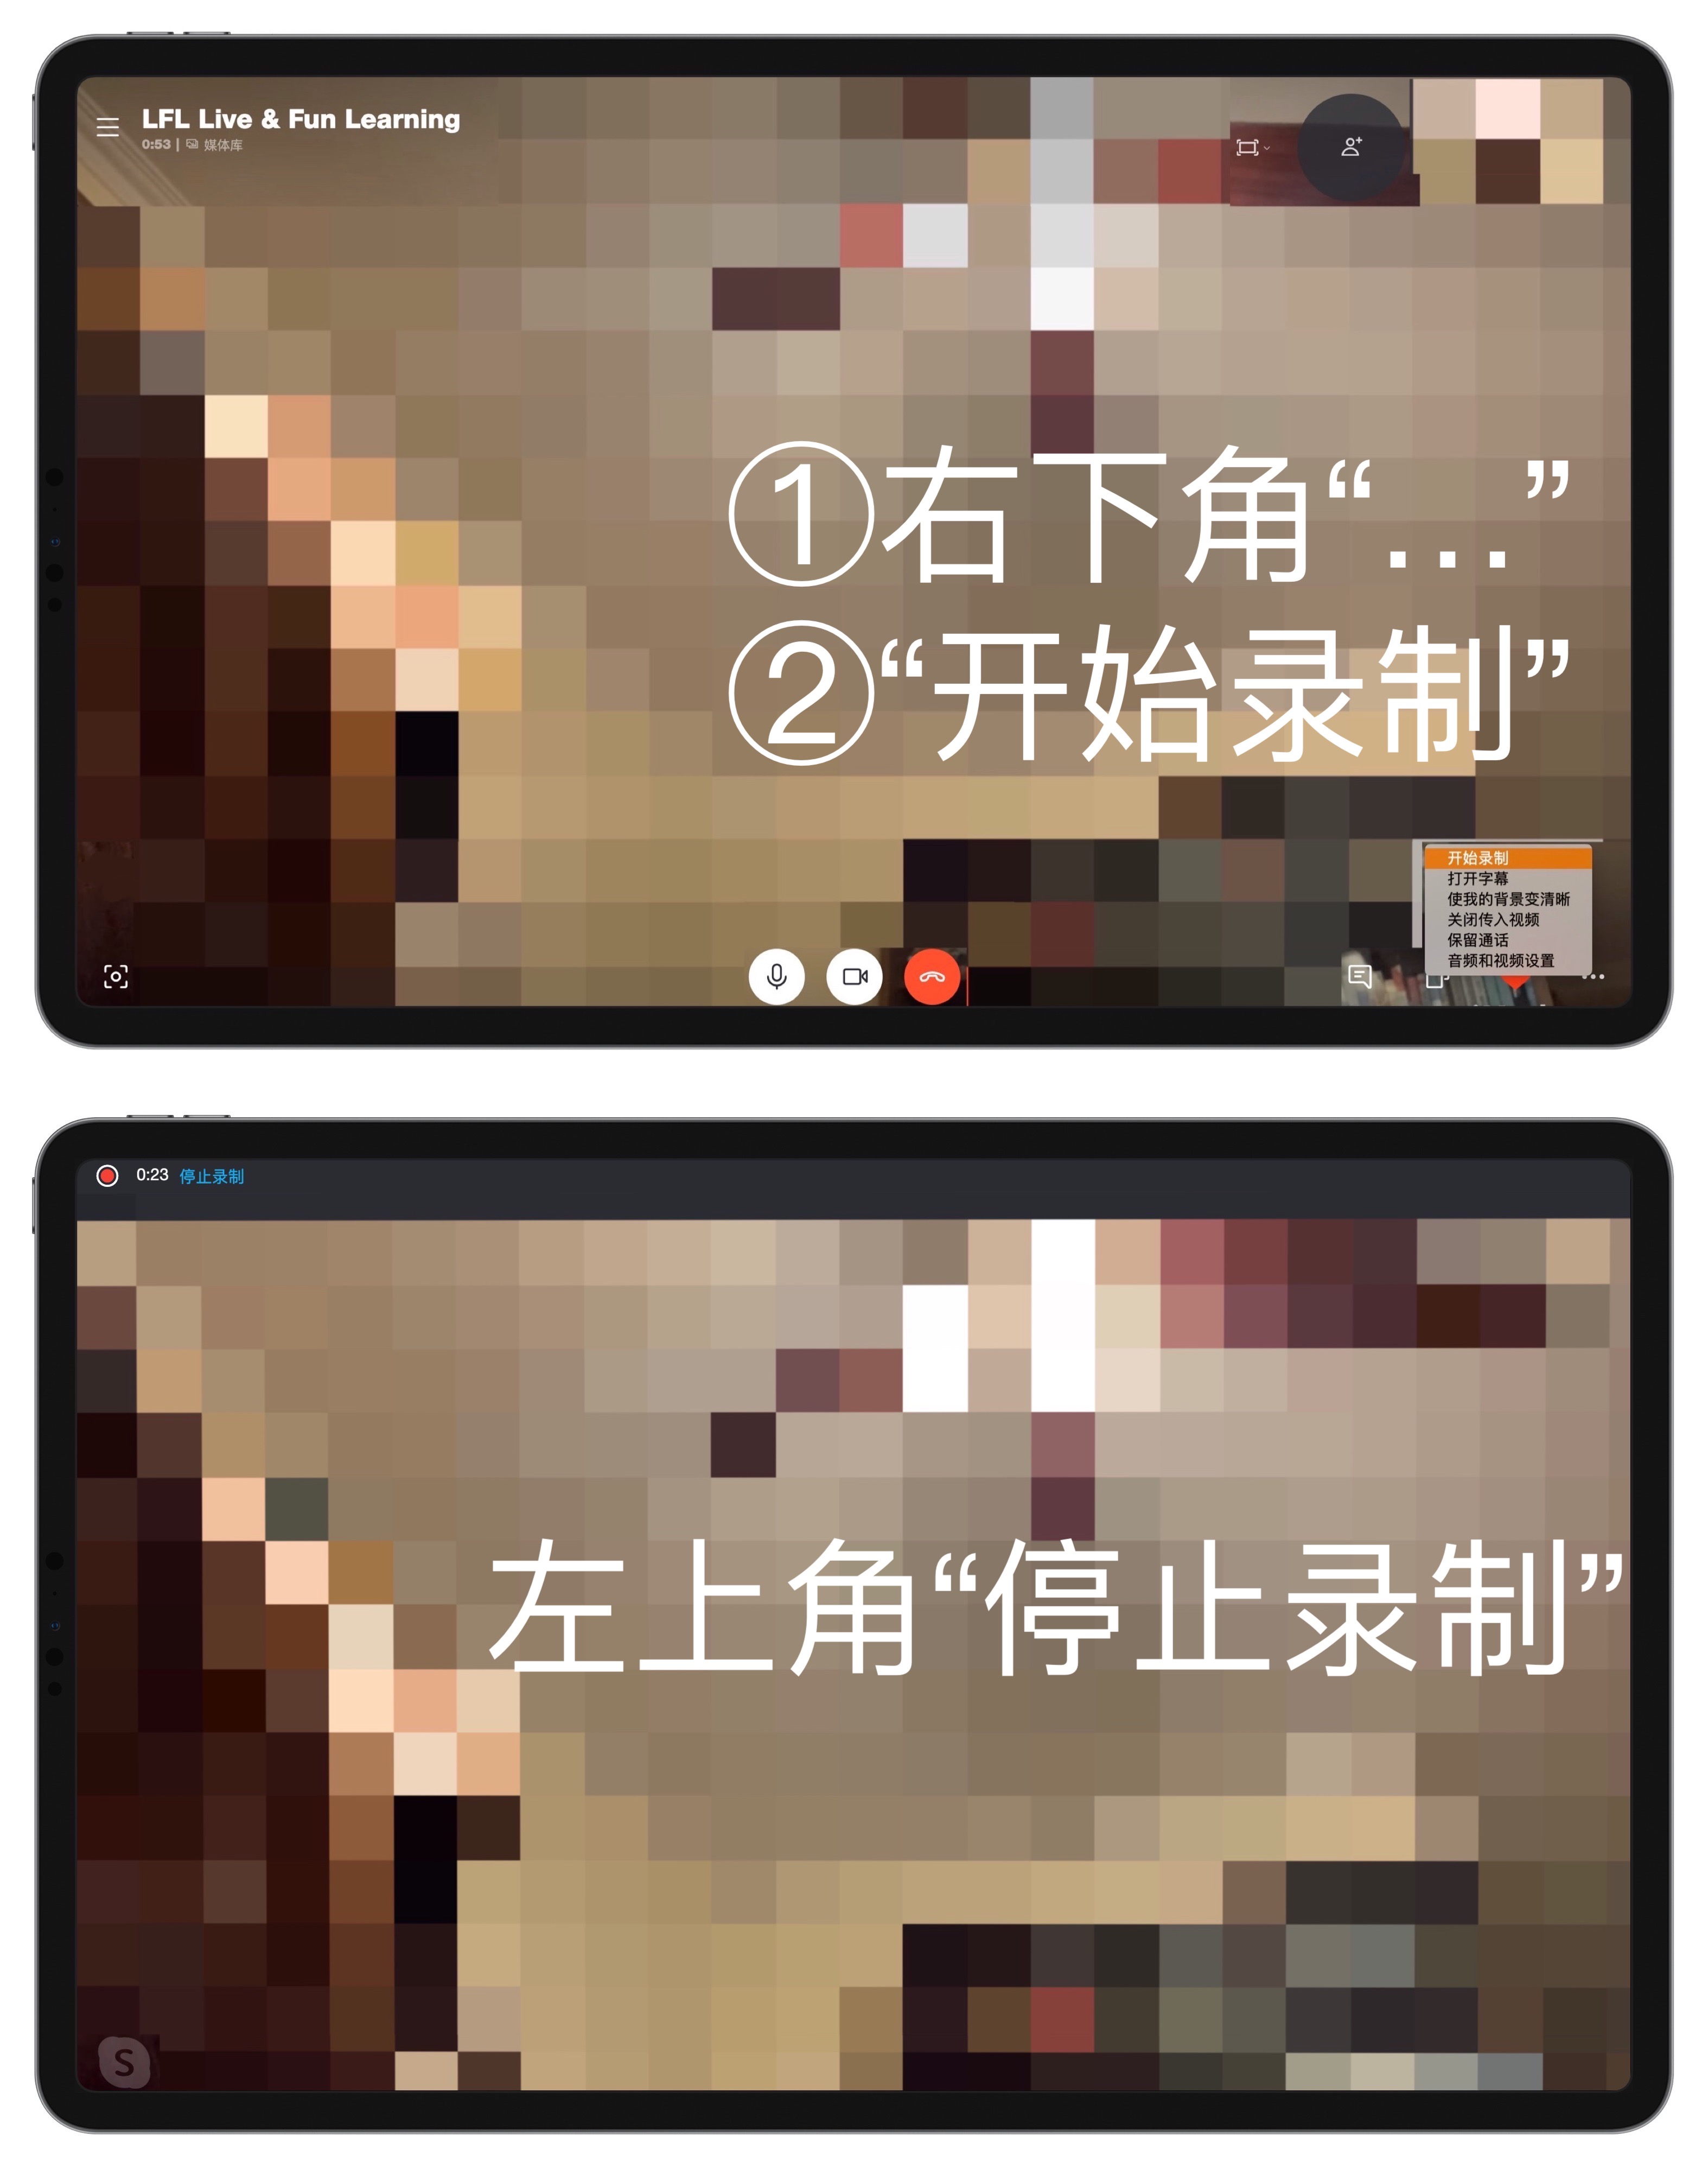 LFL Live & Fun Learning
0:53 | 媒体库
①右下角“…”
②“开始录制”
开始录制
打开字幕
使我的背景变清晰
关闭传入视频
保留通话
音频和视频设置
0:23 停止录制
左上角“停止录制”
S